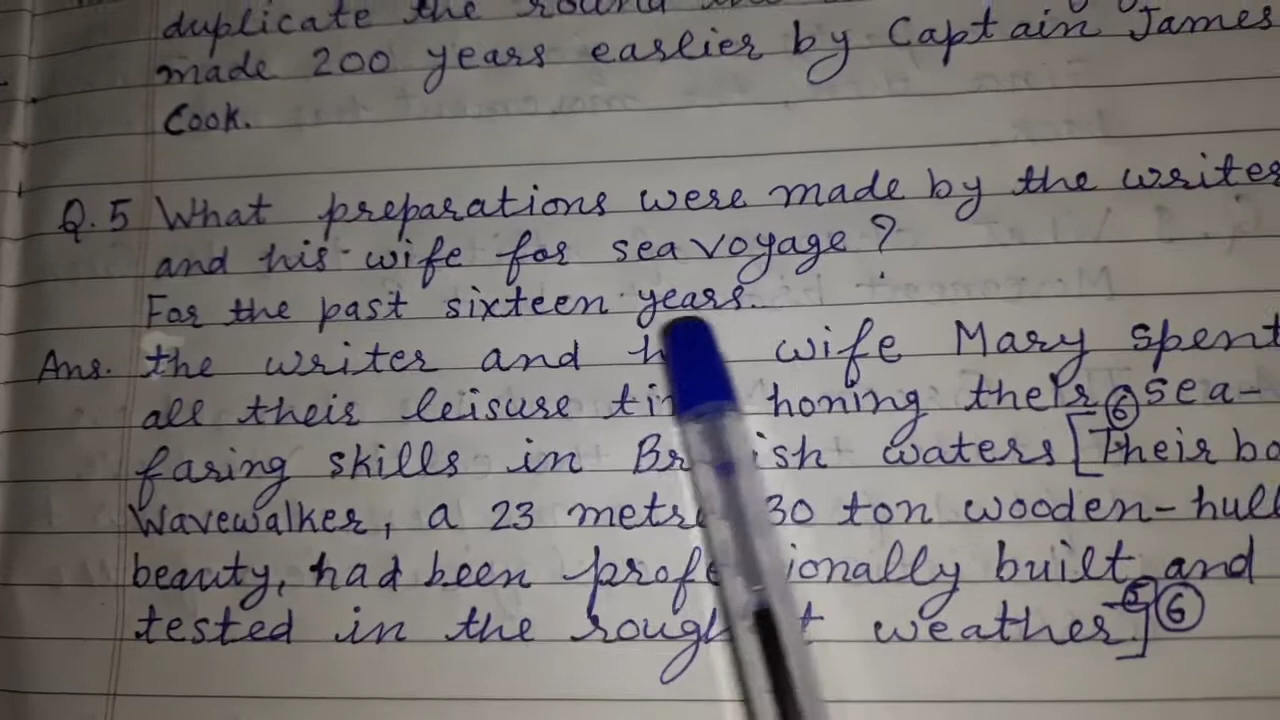 duplicate the round
made 200 years earlier by Captain James
Cook.
Q.5 What preparations were made by the writer
and his wife for sea voyage ?
For the past sixteen years.
Ans. the writer and wife Mary spent
all their leisure honing their ⑥ sea-
faring skills in waters [Their
Wavewalker, a 23 30 ton wooden-hull
beauty, had been built and
tested in the weather.] ⑥